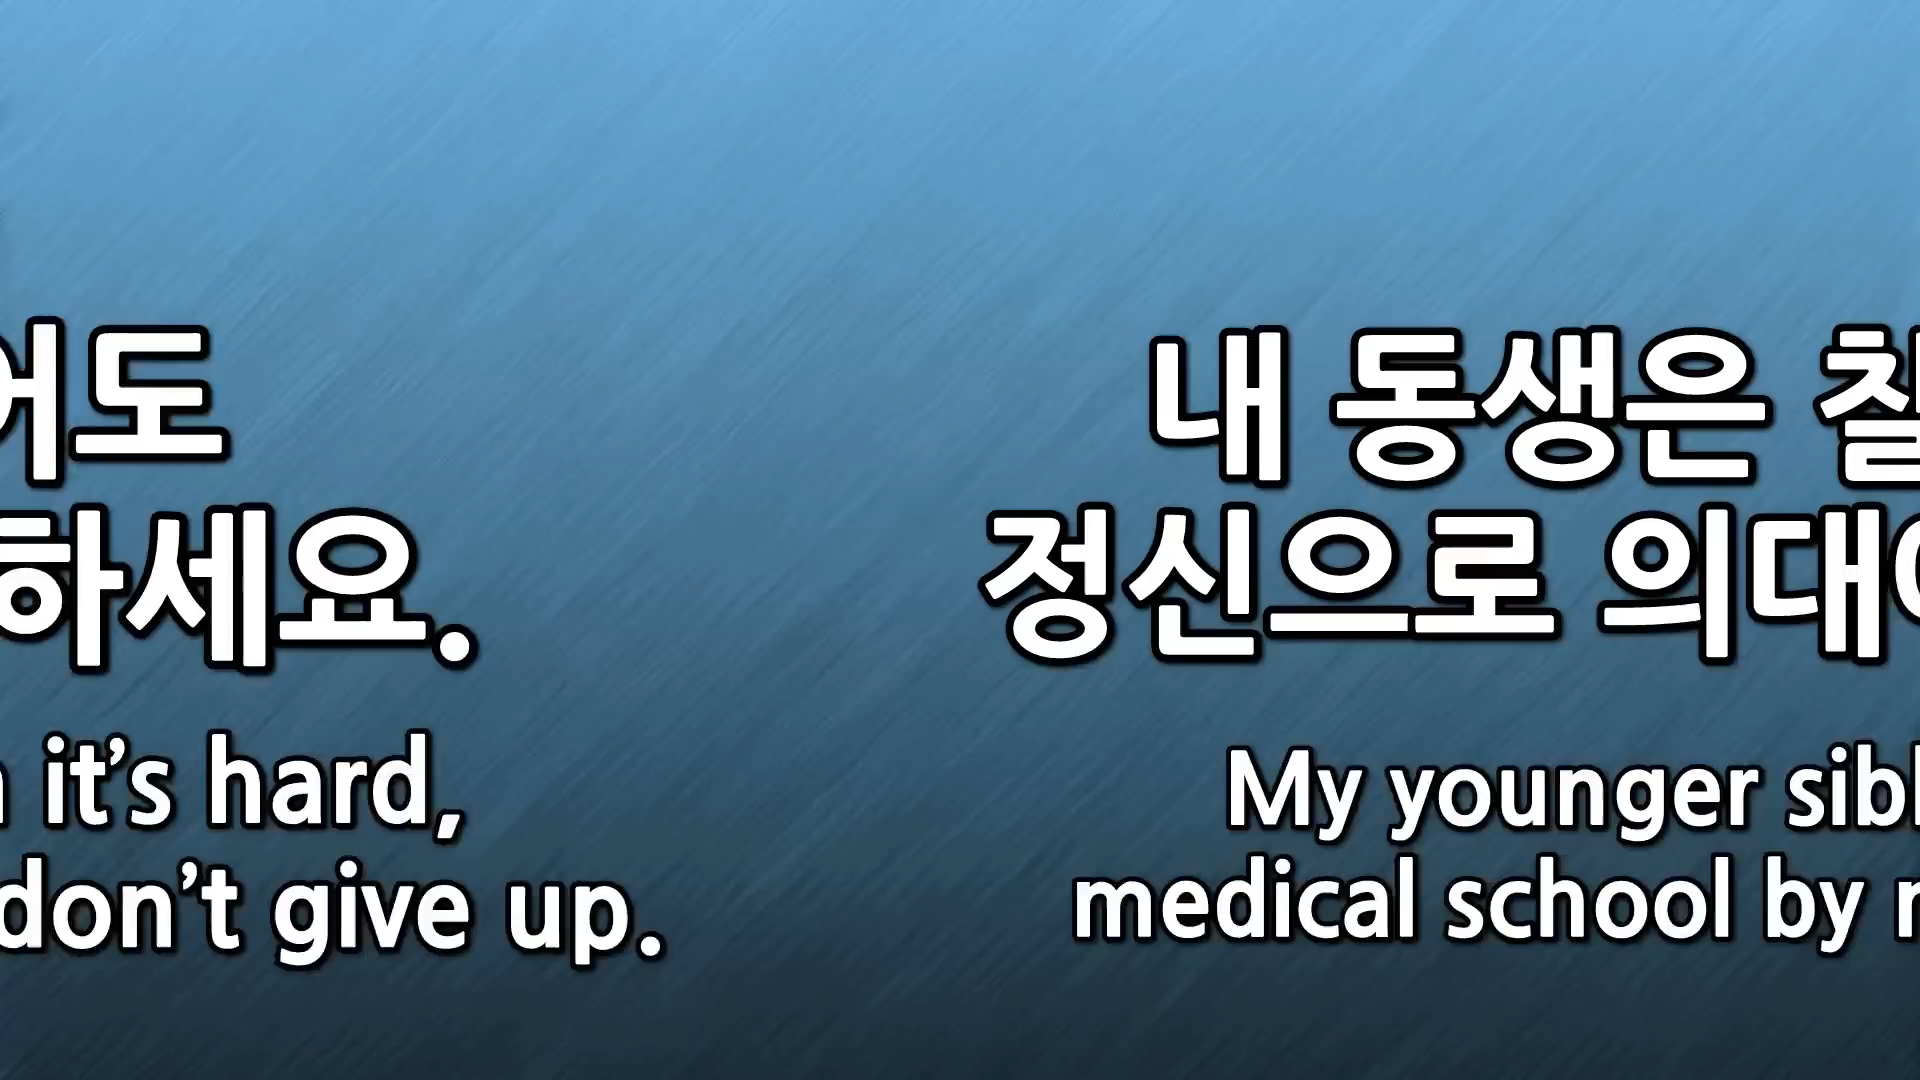 어도
하세요.
it's hard,
don't give up.
내 동생은
정신으로
My younger
medical school by